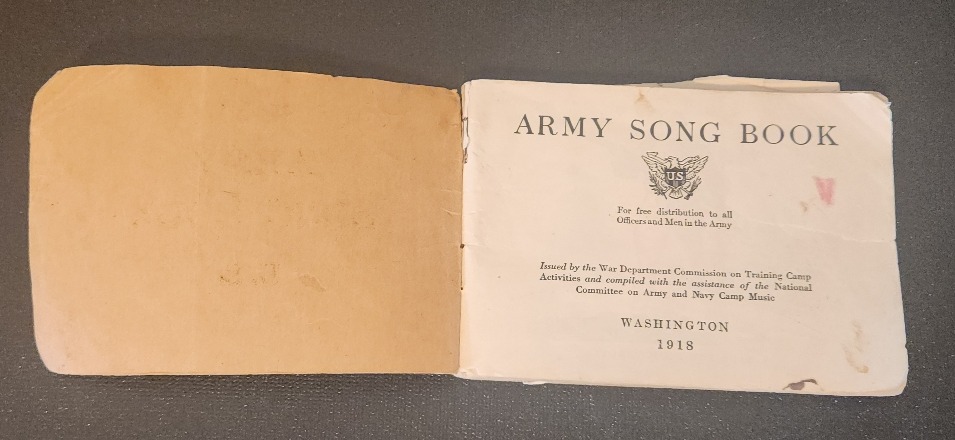 ARMY SONG BOOK
US
For free distribution to all
Officers and Men in the Army
Issued by the War Department Commission on Training Camp
Activities and compiled with the assistance of the National
Committee on Army and Navy Camp Music
WASHINGTON
1918